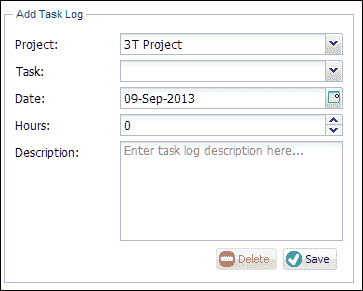 Add Task Log
Project: 3T Project
Task:
Date: 09-Sep-2013
Hours: 0
Description: Enter task log description here...
Delete Save